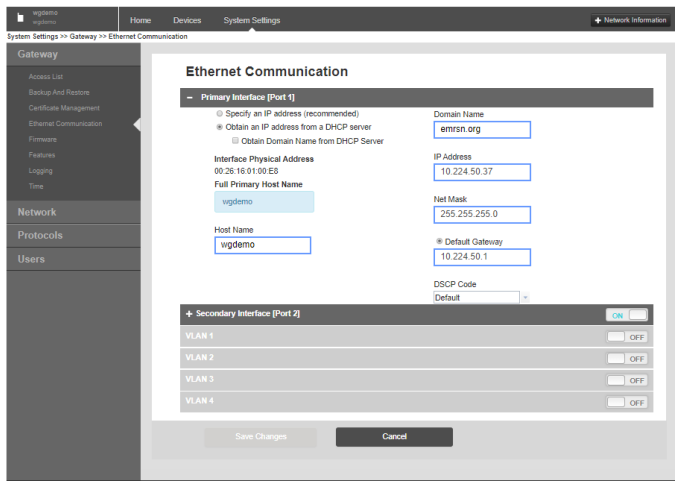 wgdemo
wgdemo
Home Devices System Settings
+ Network Information
System Settings >> Gateway >> Ethernet Communication
Gateway
Access List
Backup And Restore
Certificate Management
Ethernet Communication
Firmware
Features
Logging
Time
Network
Protocols
Users
Ethernet Communication
– Primary Interface [Port 1]
Specify an IP address (recommended)
Obtain an IP address from a DHCP server
Obtain Domain Name from DHCP Server
Interface Physical Address
00:26:16:01:00:E8
Full Primary Host Name
wgdemo
Host Name
wgdemo
Domain Name
emrsn.org
IP Address
10.224.50.37
Net Mask
255.255.255.0
Default Gateway
10.224.50.1
DSCP Code
Default
+ Secondary Interface [Port 2] ON
VLAN 1 OFF
VLAN 2 OFF
VLAN 3 OFF
VLAN 4 OFF
Save Changes Cancel